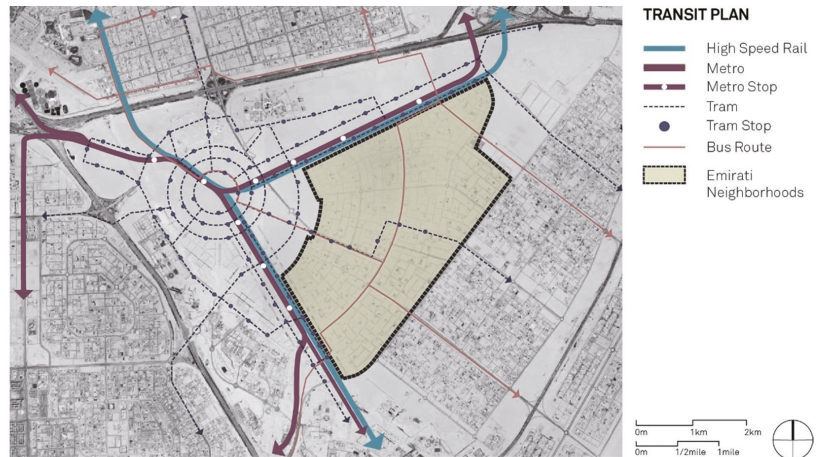 TRANSIT PLAN
High Speed Rail
Metro
Metro Stop
Tram
Tram Stop
Bus Route
Emirati
Neighborhoods
0m 1km 2km
0m 1/2mile 1mile